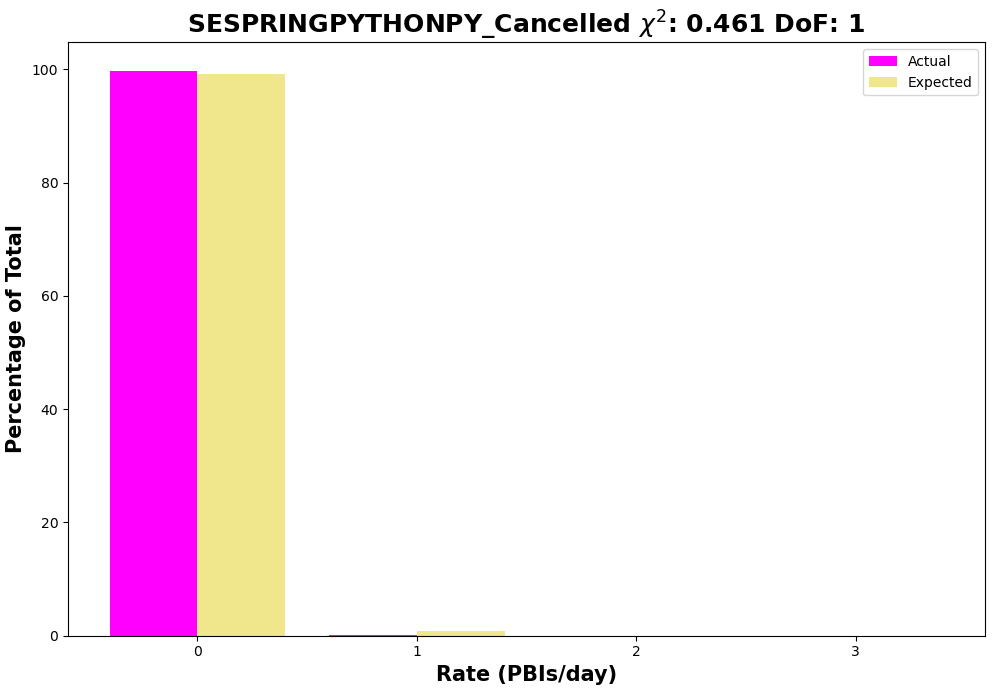 SESPRINGPYTHONPY_Cancelled χ²: 0.461 DoF: 1
Actual
Expected
Percentage of Total
100
80
60
40
20
0
0 1 2 3
Rate (PBIs/day)